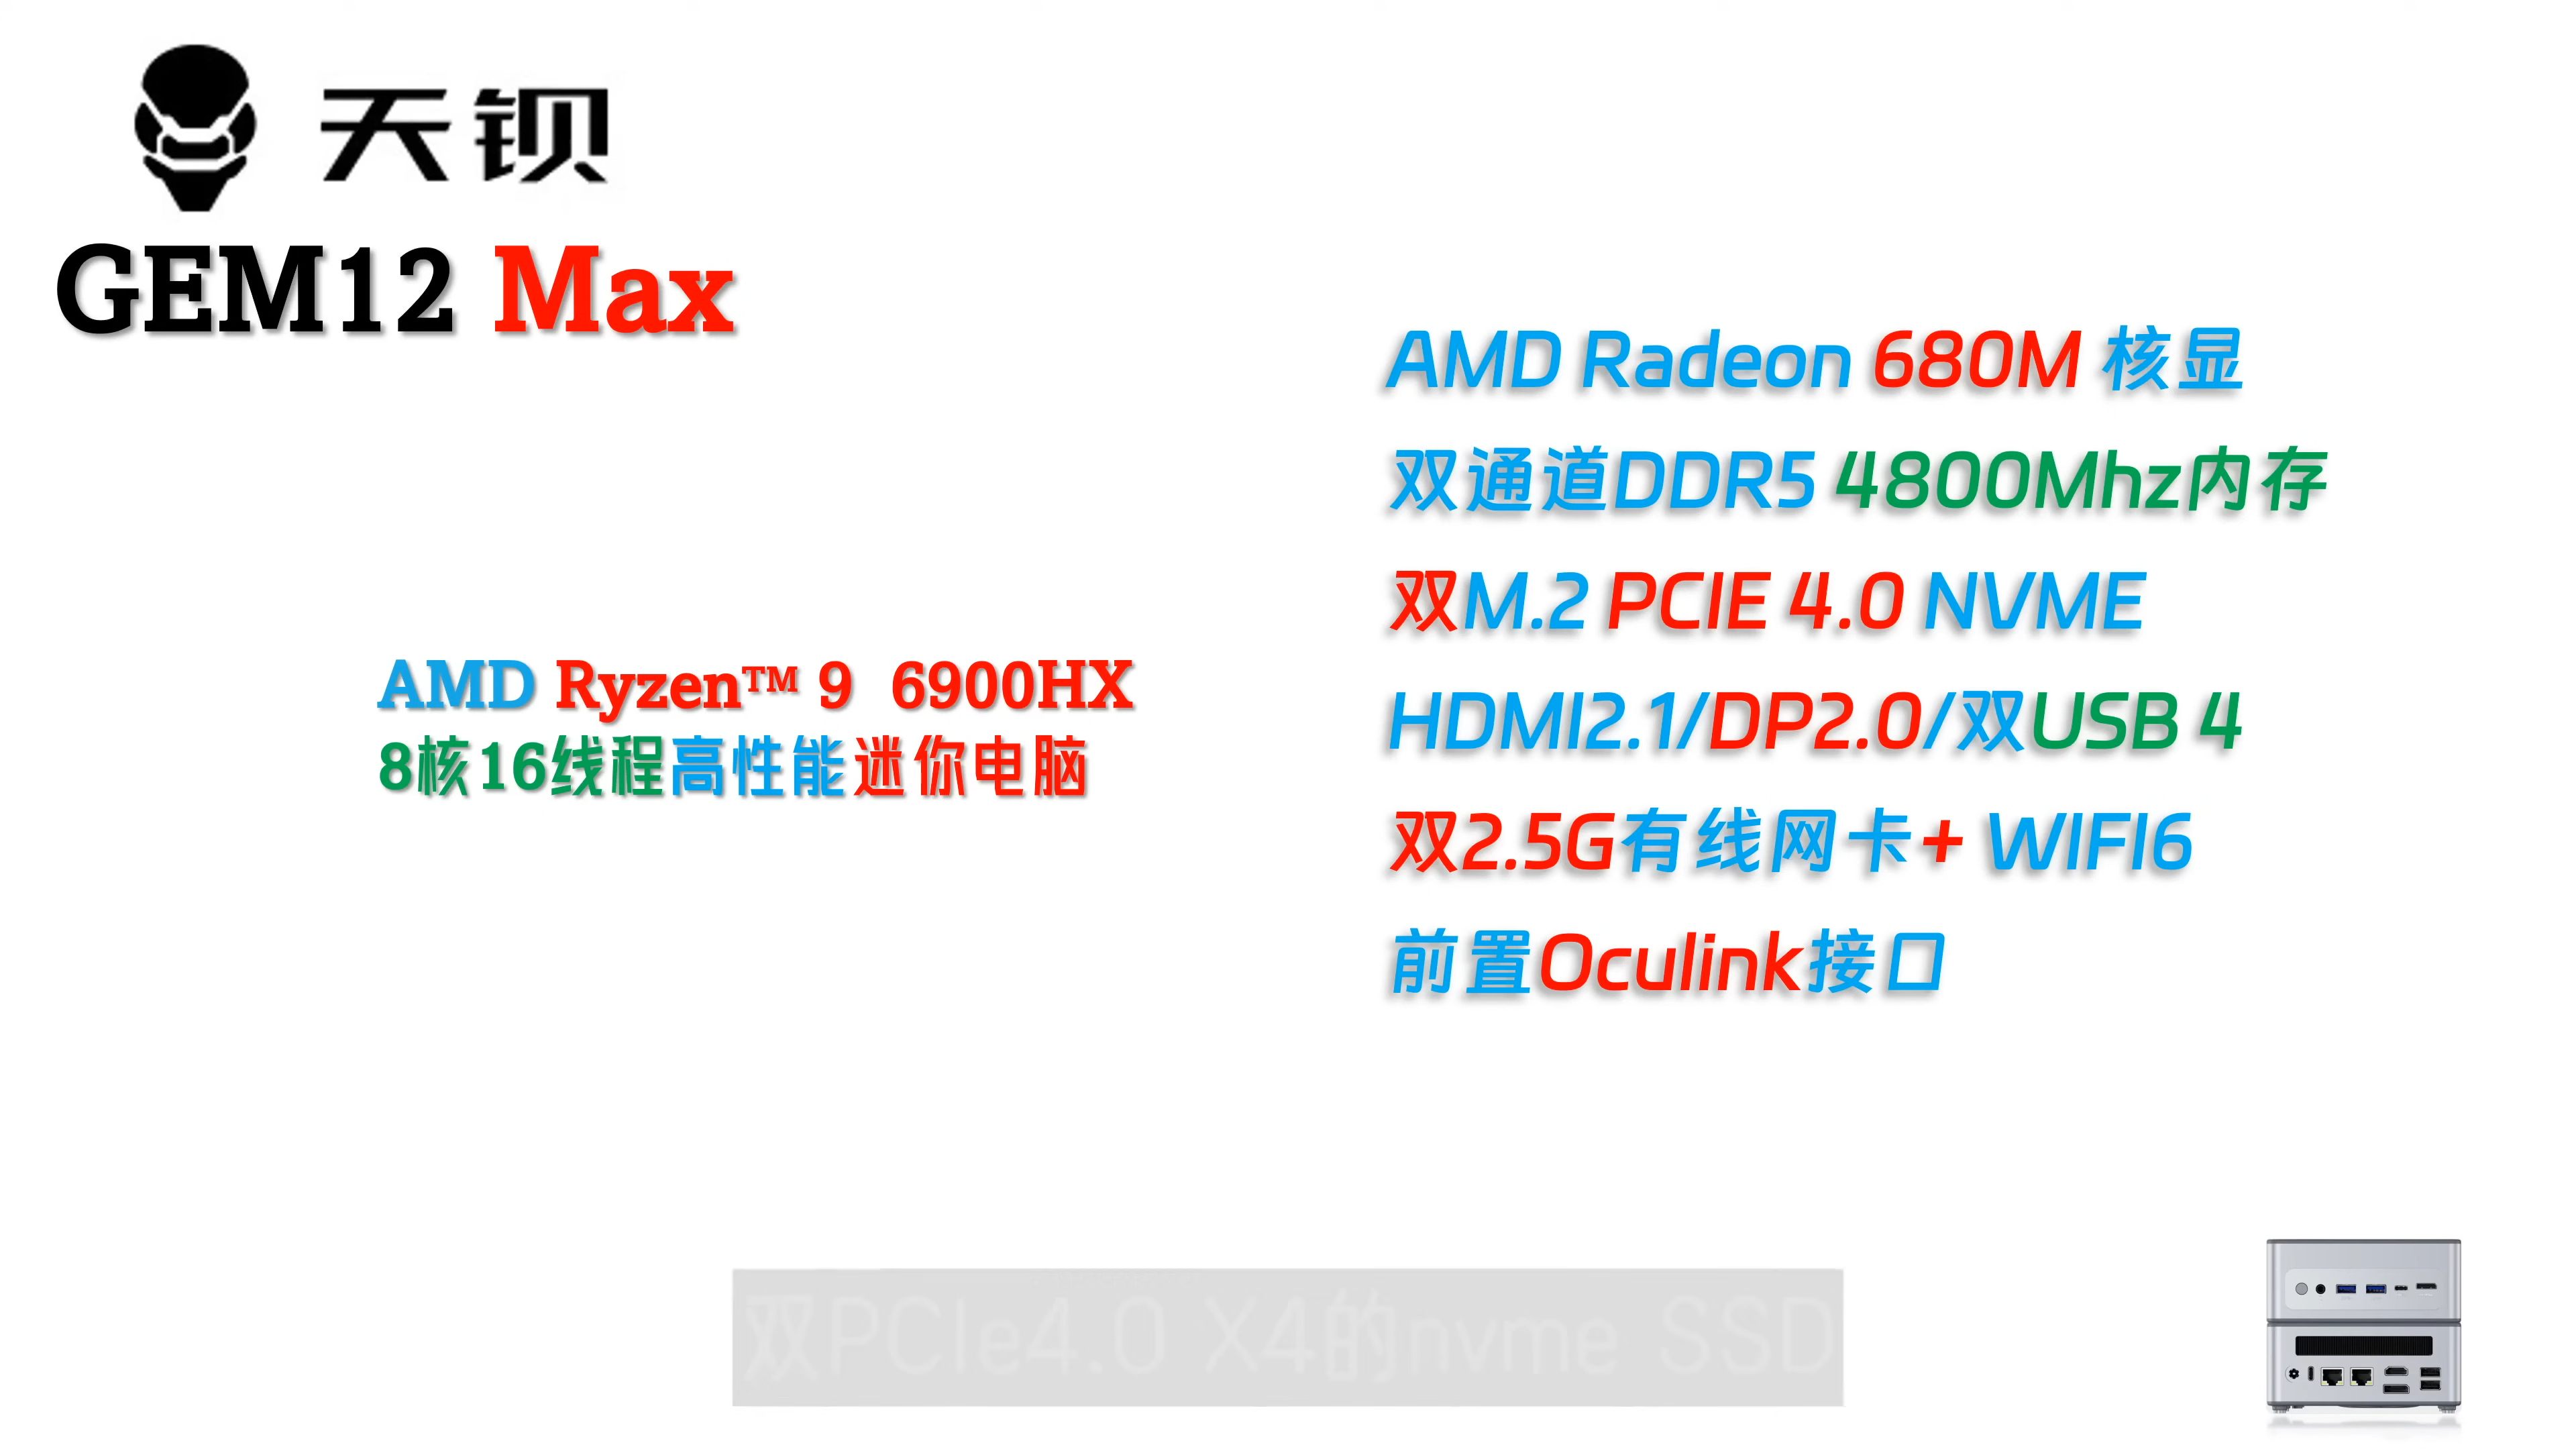 天钡
GEM12 Max
AMD Ryzen™ 9 6900HX
8核16线程高性能迷你电脑
AMD Radeon 680M 核显
双通道DDR5 4800Mhz内存
双M.2 PCIE 4.0 NVME
HDMI2.1/DP2.0/双USB 4
双2.5G有线网卡+ WIFI6
前置Oculink接口
双PCIe4.0 X4的nvme SSD